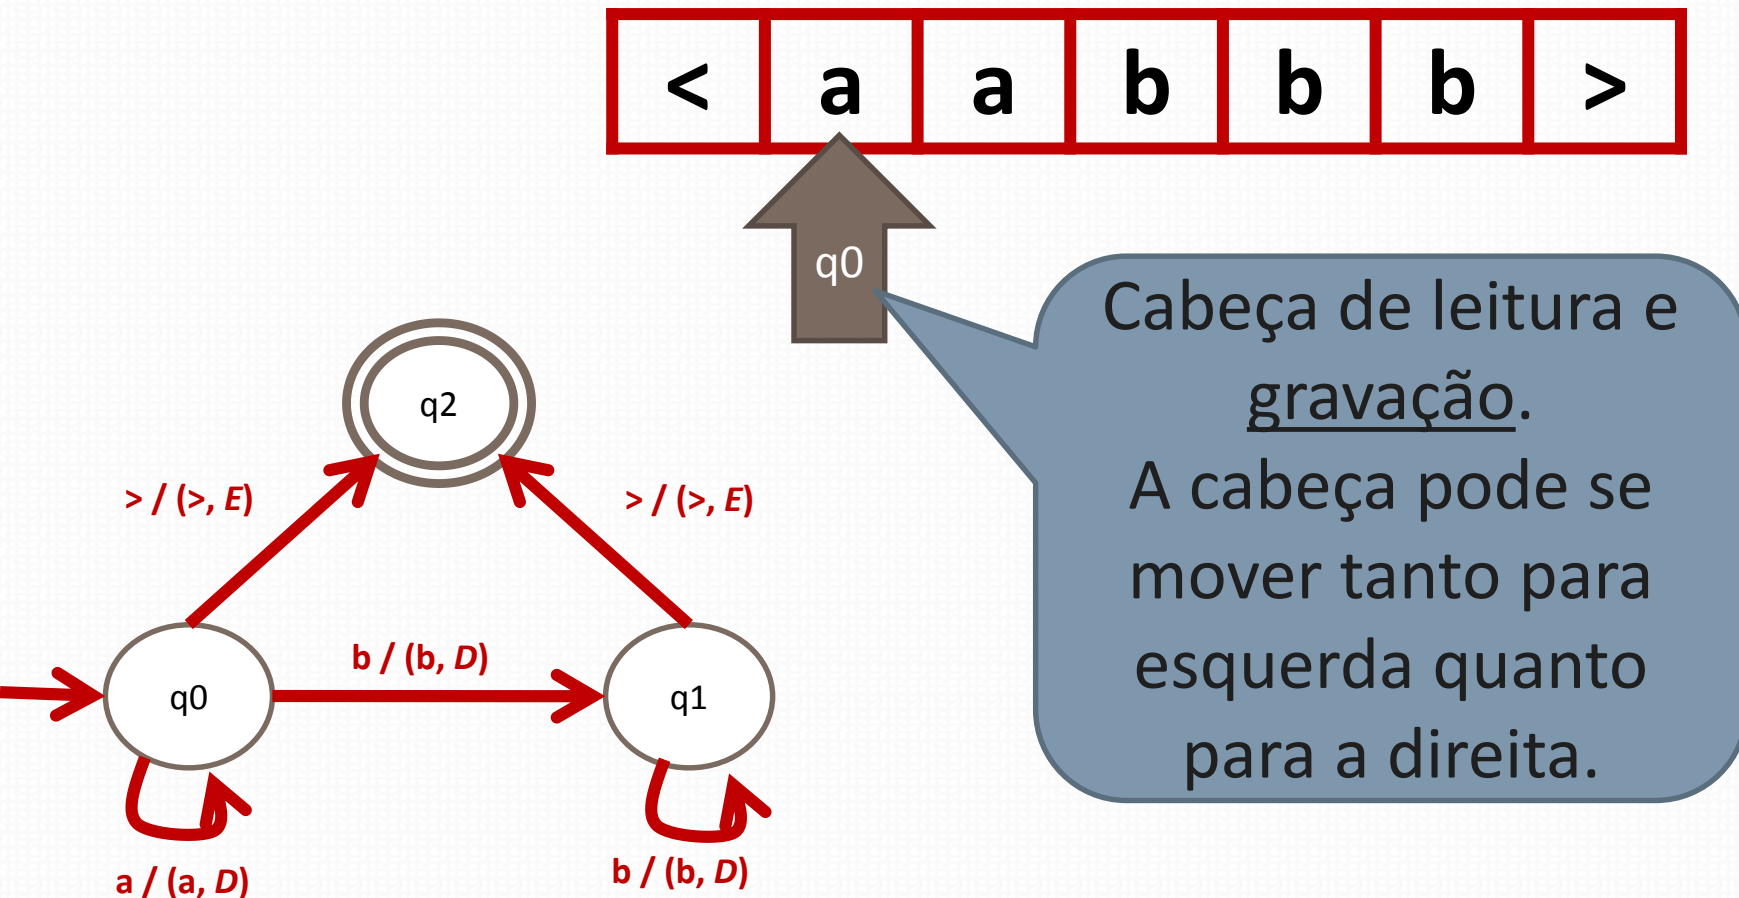 < a a b b b >
q0
Cabeça de leitura e
gravação.
A cabeça pode se
mover tanto para
esquerda quanto
para a direita.
q2
> / (>, E)
> / (>, E)
b / (b, D)
q0
q1
a / (a, D)
b / (b, D)